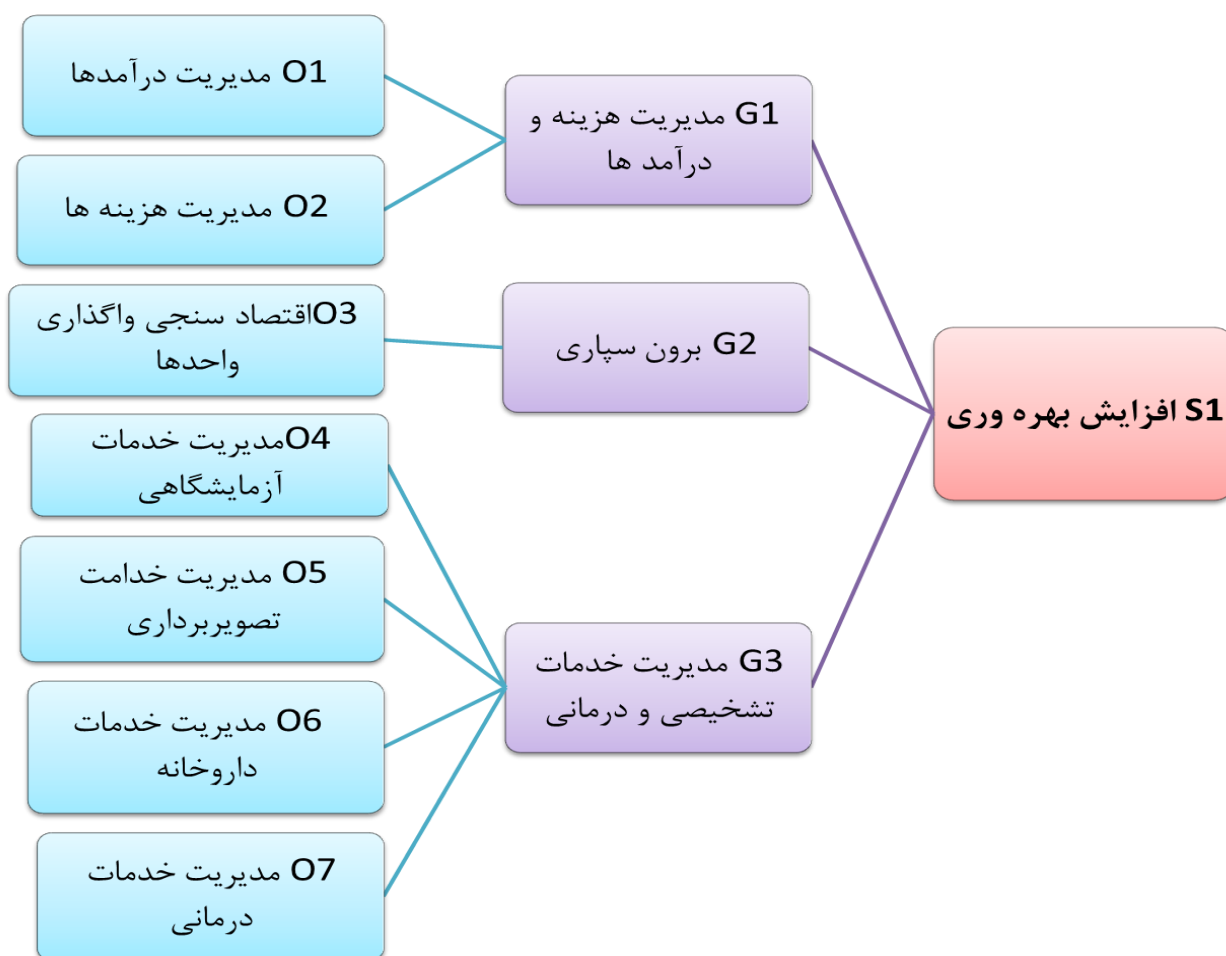 S1 افزایش بهره وری
G1 مدیریت هزینه و
درآمد ها
O1 مدیریت درآمدها
O2 مدیریت هزینه ها
G2 برون سپاری
O3اقتصاد سنجی واگذاری
واحدها
G3 مدیریت خدمات
تشخیصی و درمانی
O4مدیریت خدمات
آزمایشگاهی
O5 مدیریت خدامت
تصویربرداری
O6 مدیریت خدمات
داروخانه
O7 مدیریت خدمات
درمانی